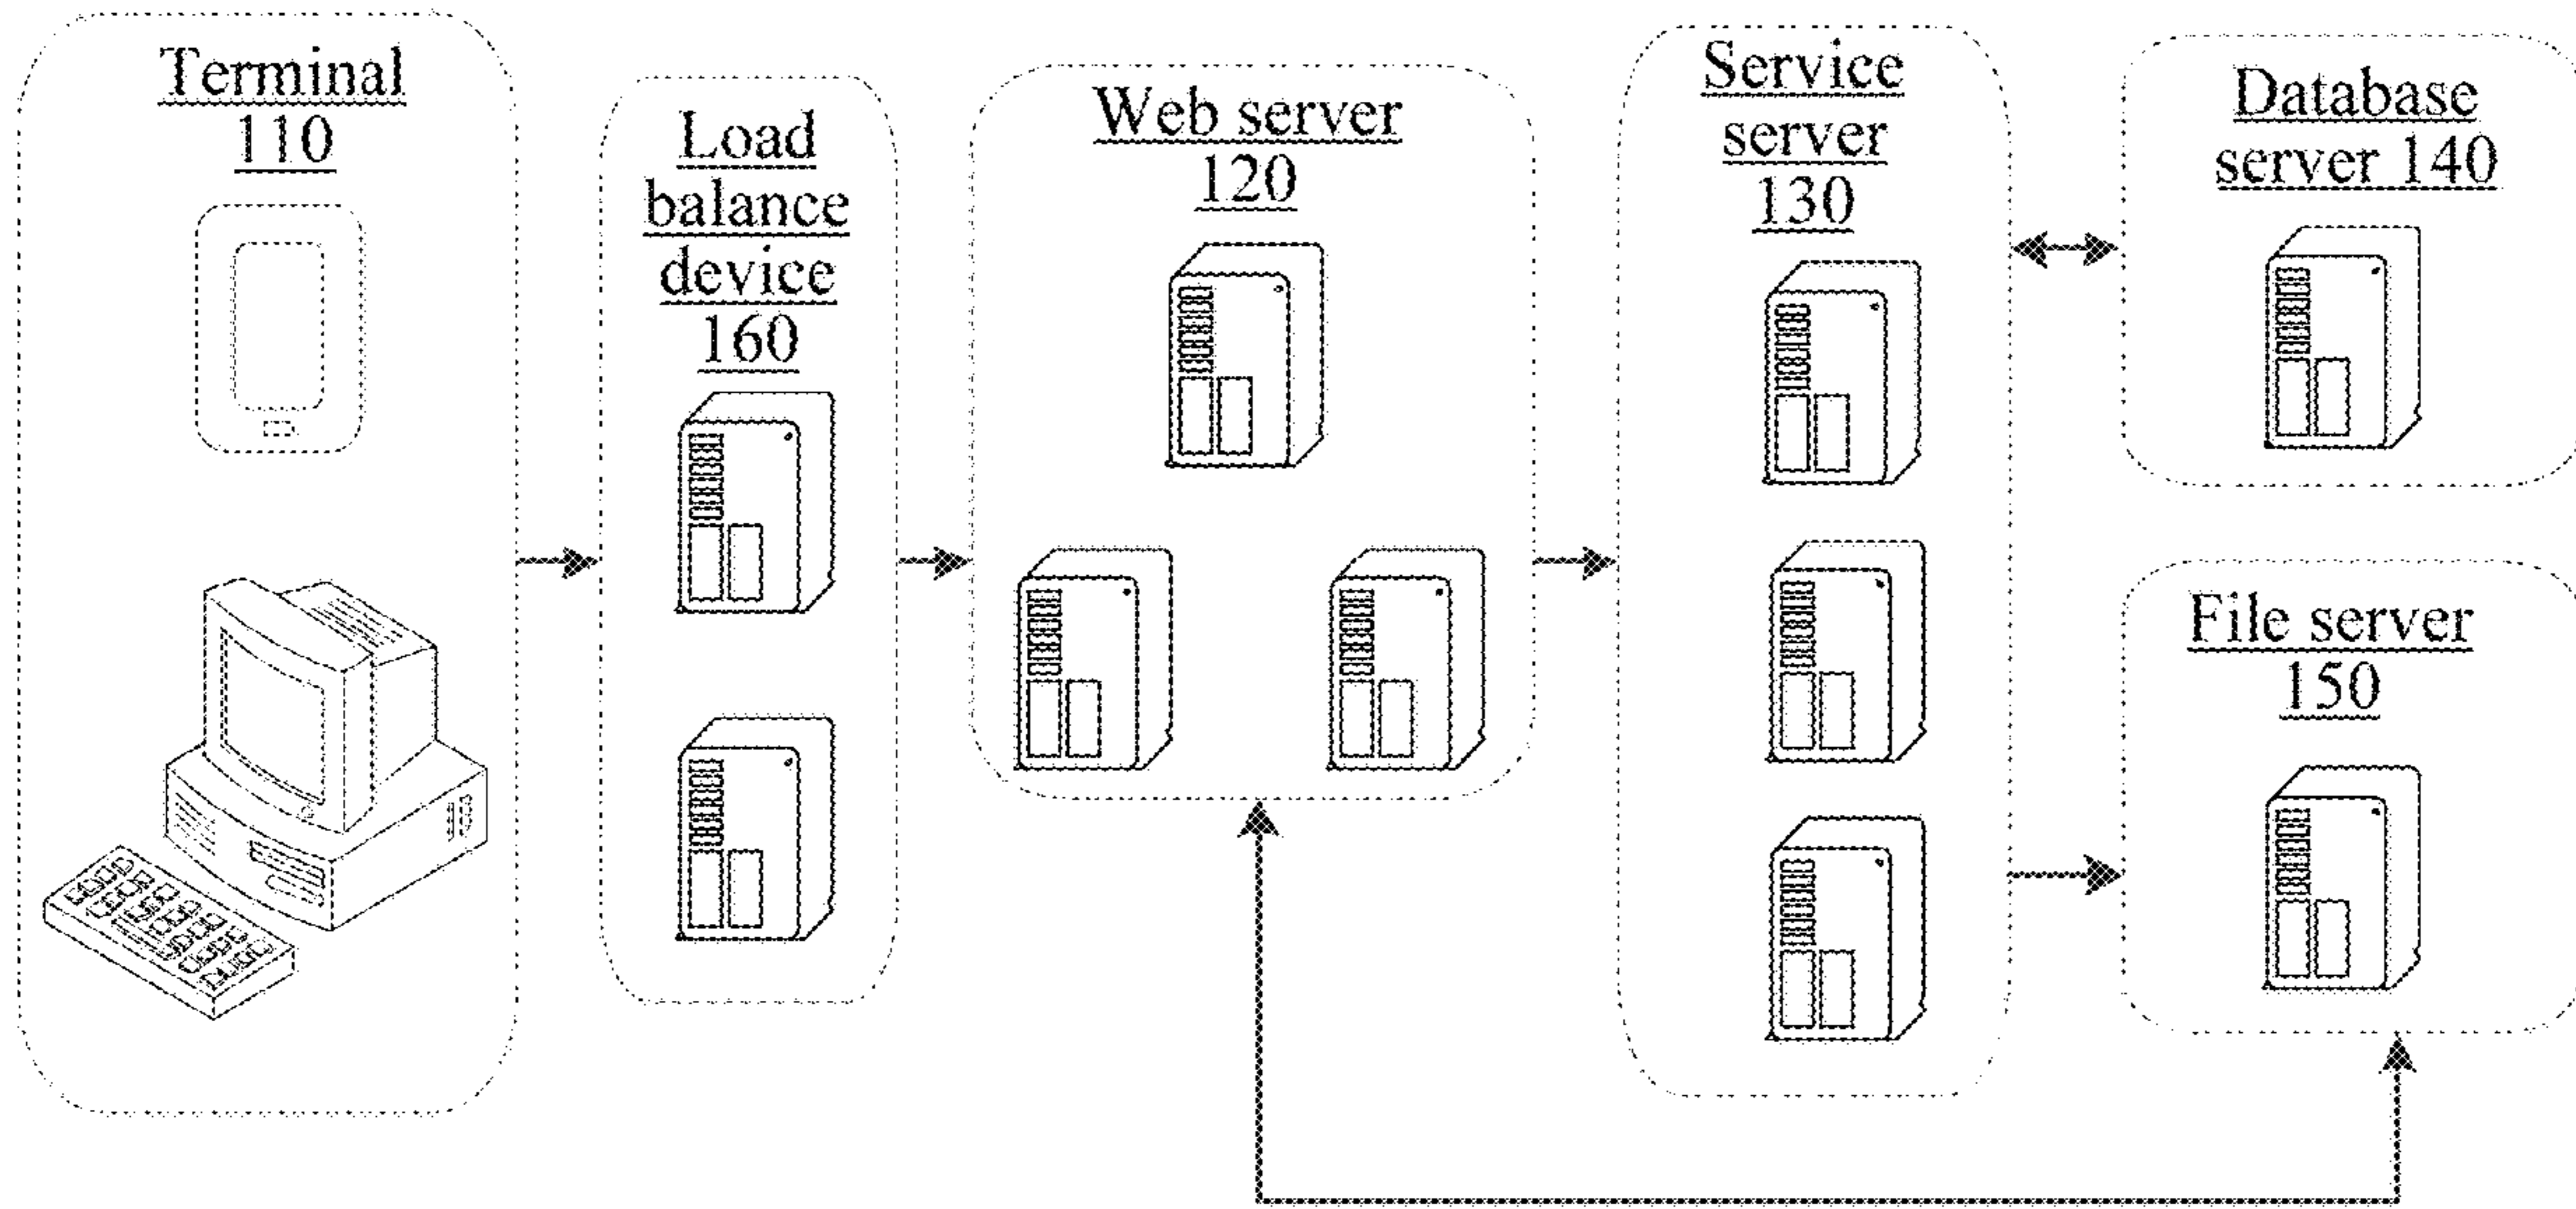 Terminal
110
Load
balance
device
160
Web server
120
Service
server
130
Database
server 140
File server
150